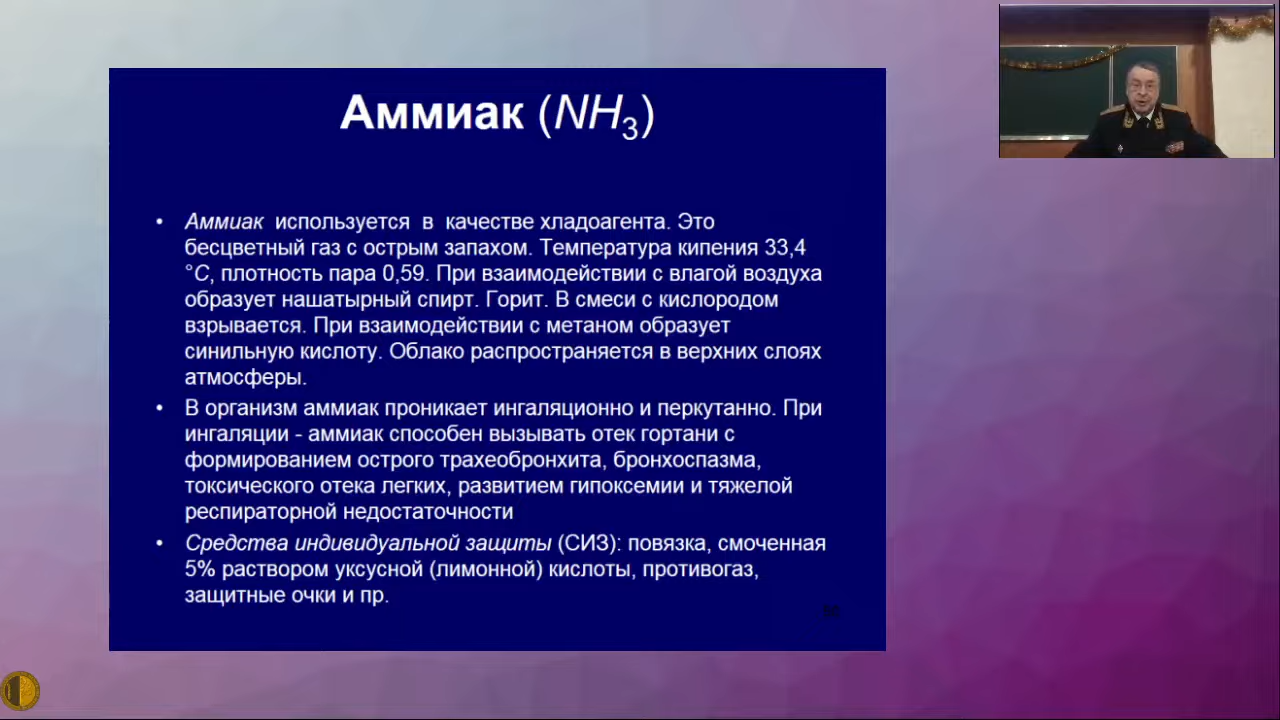 Аммиак (NH3)
• Аммиак используется в качестве хладоагента. Это
бесцветный газ с острым запахом. Температура кипения 33,4
°С, плотность пара 0,59. При взаимодействии с влагой воздуха
образует нашатырный спирт. Горит. В смеси с кислородом
взрывается. При взаимодействии с метаном образует
синильную кислоту. Облако распространяется в верхних слоях
атмосферы.
• В организм аммиак проникает ингаляционно и перкутанно. При
ингаляции - аммиак способен вызывать отек гортани с
формированием острого трахеобронхита, бронхоспазма,
токсического отека легких, развитием гипоксемии и тяжелой
респираторной недостаточности
• Средства индивидуальной защиты (СИЗ): повязка, смоченная
5% раствором уксусной (лимонной) кислоты, противогаз,
защитные очки и пр.